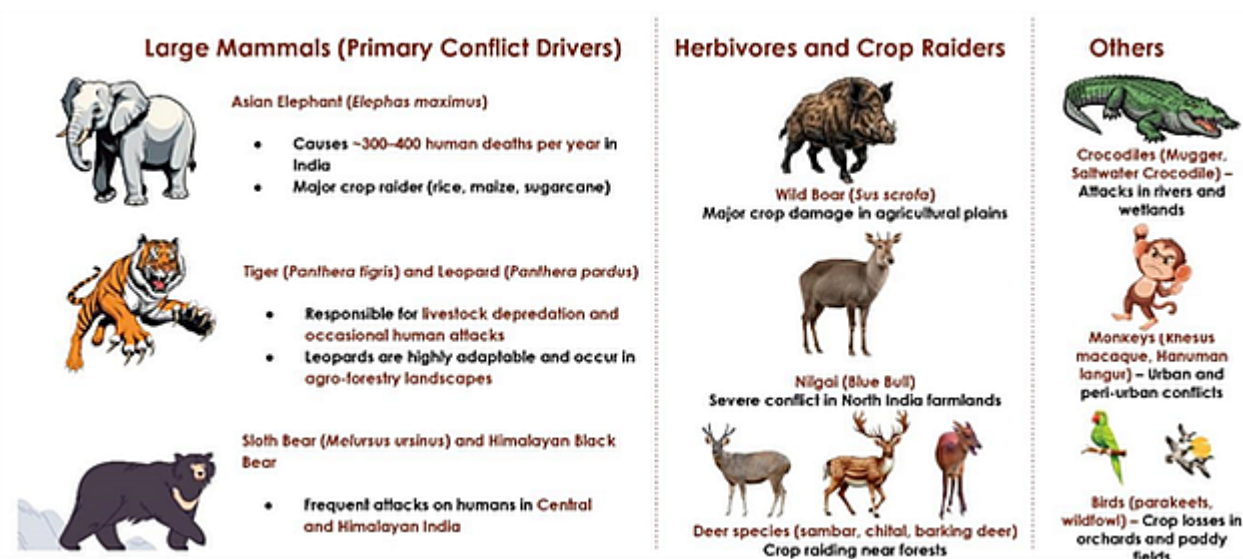 Large Mammals (Primary Conflict Drivers)
Asian Elephant (Elephas maximus)
• Causes ~300–400 human deaths per year in
India
• Major crop raider (rice, maize, sugarcane)
Tiger (Panthera tigris) and Leopard (Panthera pardus)
• Responsible for livestock depredation and
occasional human attacks
• Leopards are highly adaptable and occur in
agro-forestry landscapes
Sloth Bear (Melursus ursinus) and Himalayan Black
Bear
• Frequent attacks on humans in Central
and Himalayan India
Herbivores and Crop Raiders
Wild Boar (Sus scrofa)
Major crop damage in agricultural plains
Nilgai (Blue Bull)
Severe conflict in North India farmlands
Deer species (sambar, chital, barking deer)
Crop raiding near forests
Others
Crocodiles (Mugger,
Saltwater Crocodile) –
Attacks in rivers and
wetlands
Monkeys (Rhesus
macaque, Hanuman
langur) – Urban and
peri-urban conflicts
Birds (parakeets,
wildfowl) – Crop losses in
orchards and paddy
fields